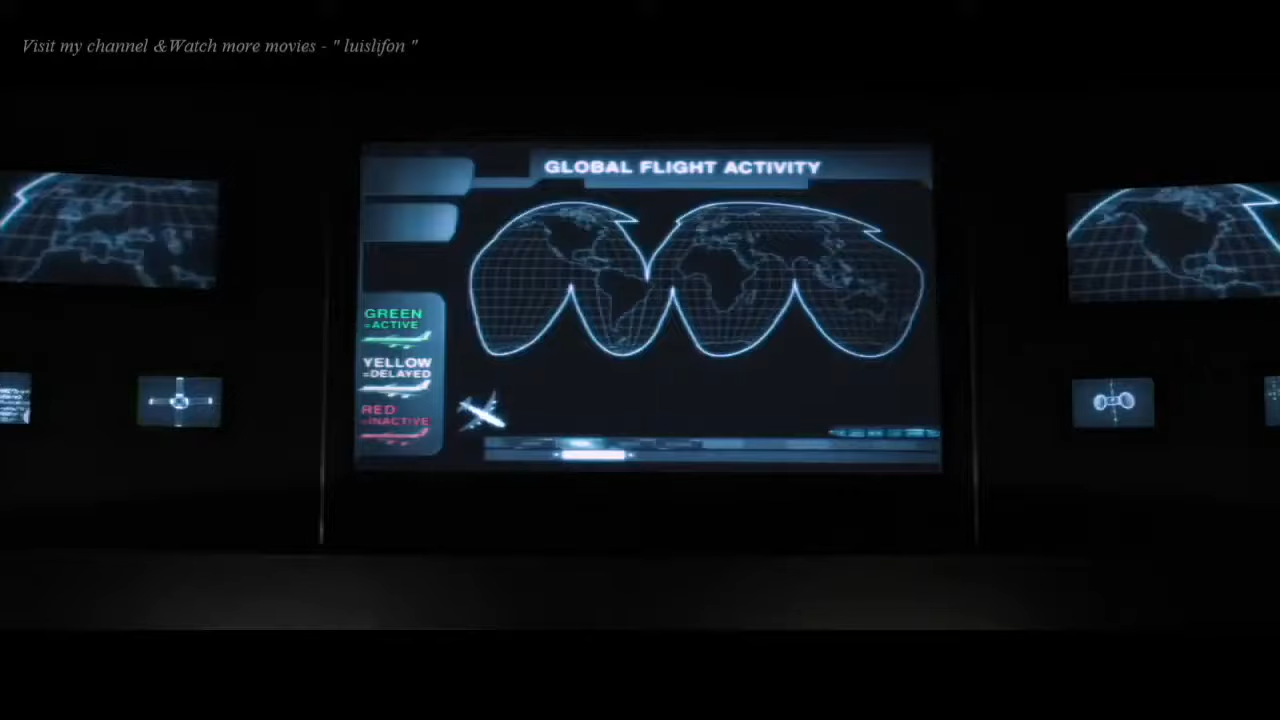 Visit my channel &Watch more movies - " luislifon "
GLOBAL FLIGHT ACTIVITY
GREEN
=ACTIVE
YELLOW
=DELAYED
RED
=INACTIVE